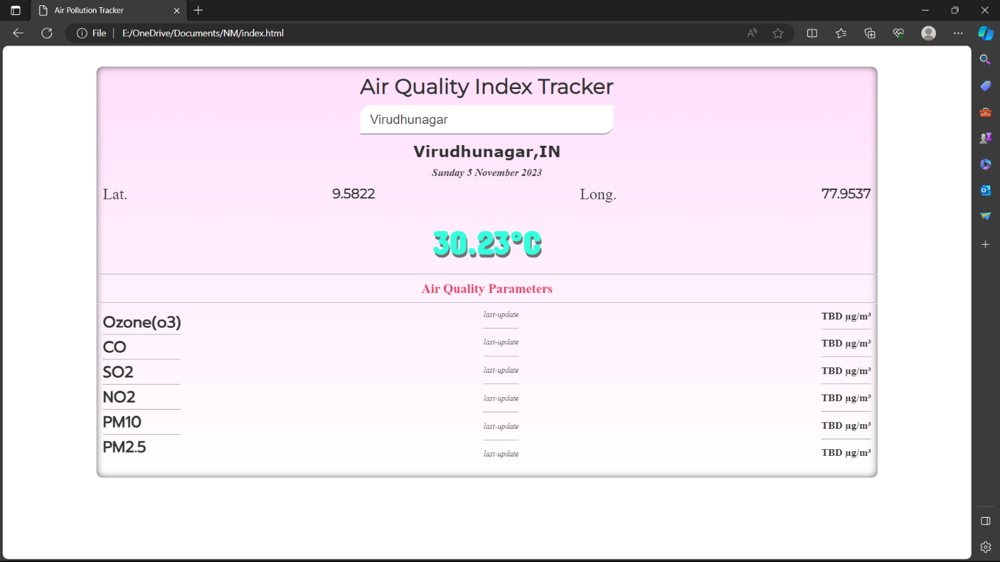 Air Pollution Tracker
File
E:/OneDrive/Documents/NM/index.html
Air Quality Index Tracker
Virudhunagar
Virudhunagar,IN
Sunday 5 November 2023
Lat. 9.5822 Long. 77.9537
30.23°C
Air Quality Parameters
Ozone(o3) last-update TBD µg/m³
CO last-update TBD µg/m³
SO2 last-update TBD µg/m³
NO2 last-update TBD µg/m³
PM10 last-update TBD µg/m³
PM2.5 last-update TBD µg/m³